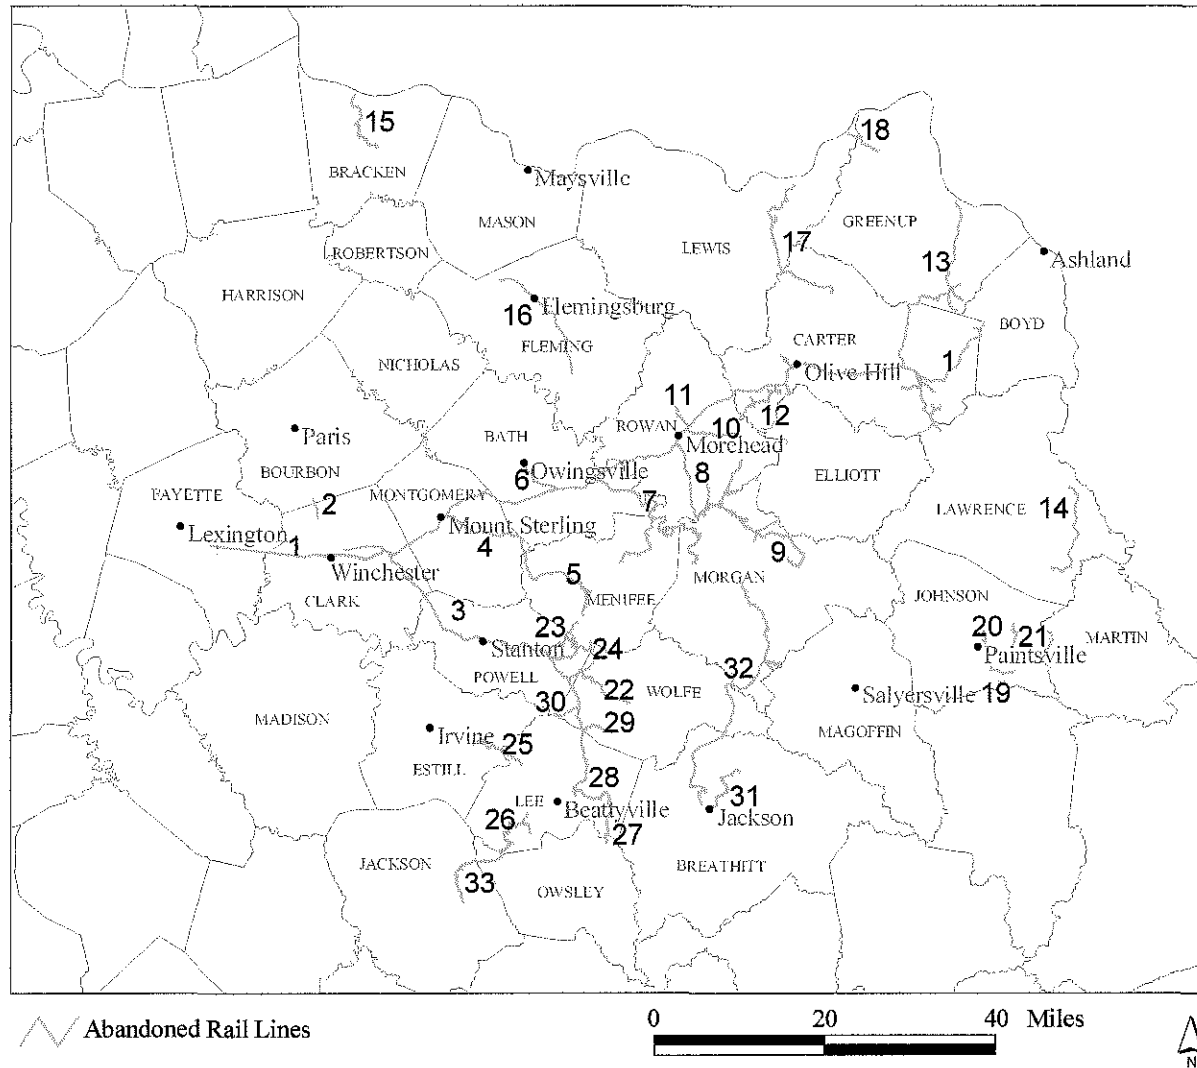 15
18
BRACKEN
Maysville
MASON
GREENUP
LEWIS
17
ROBERTSON
13
Ashland
HARRISON
16
Flemingsburg
FLEMING
BOYD
CARTER
1
NICHOLAS
Olive Hill
11
12
ROWAN
10
Paris
BATH
Morehead
BOURBON
6
Owingsville
8
ELLIOTT
FAYETTE
MONTGOMERY
2
7
LAWRENCE
14
Lexington
Mount Sterling
1
4
9
Winchester
5
MORGAN
CLARK
MENIFEE
JOHNSON
3
23
20
21
MARTIN
Stanton
24
Paintsville
POWELL
32
22
WOLFE
Salyersville
19
30
MADISON
29
Irvine
25
MAGOFFIN
ESTILL
28
31
LEE
Beattyville
26
Jackson
27
JACKSON
BREATHITT
33
OWSLEY
Abandoned Rail Lines
0 20 40 Miles
N